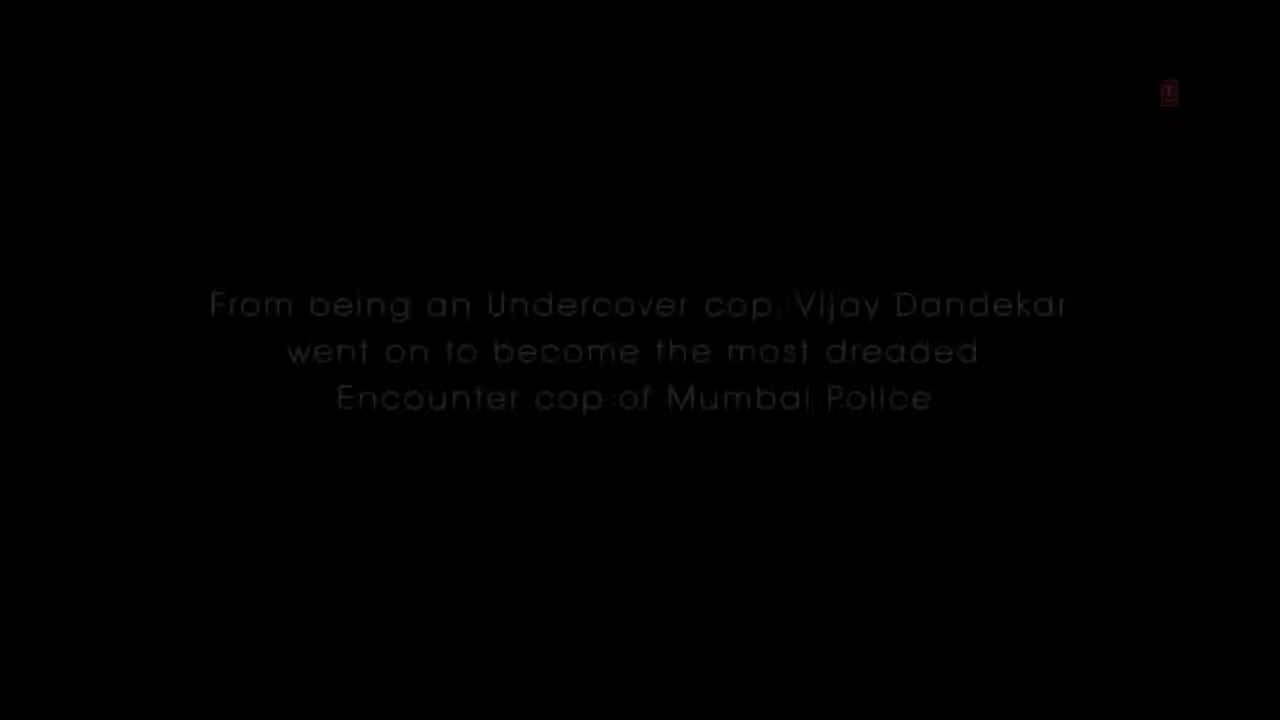 From being an Undercover cop, Vijay Dandekar
went on to become the most dreaded
Encounter cop of Mumbai Police